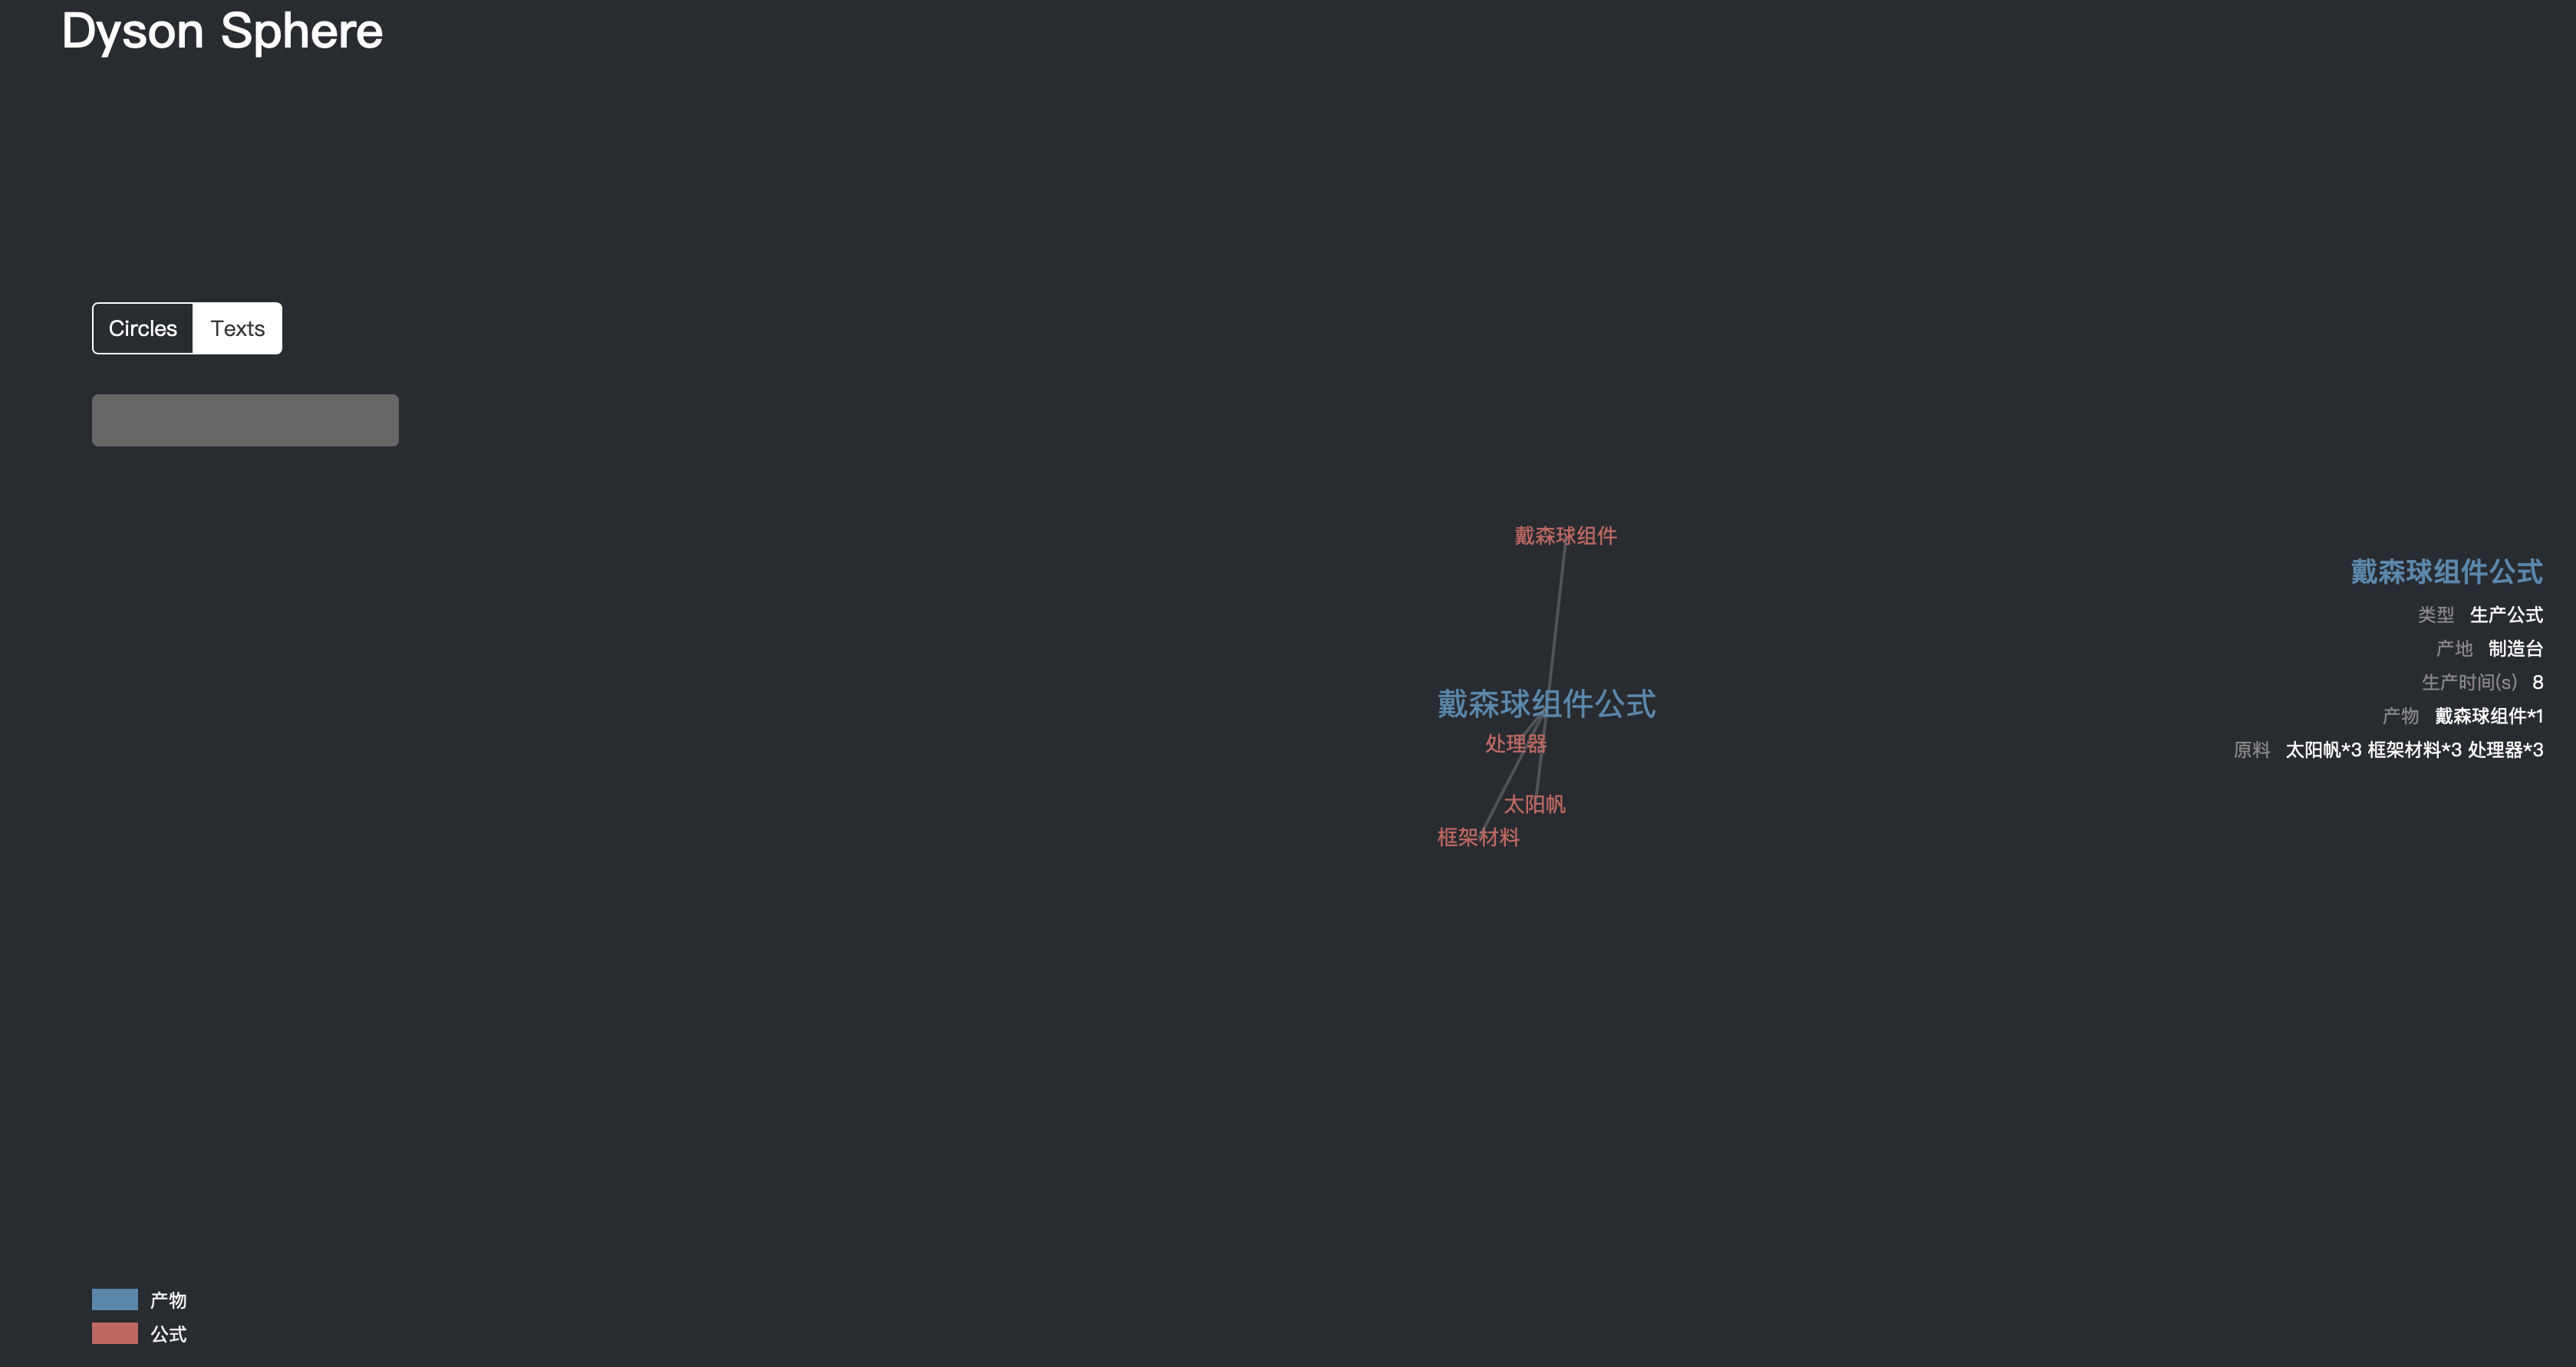 Dyson Sphere
Circles Texts
戴森球组件
戴森球组件公式
处理器
太阳帆
框架材料
戴森球组件公式
类型 生产公式
产地 制造台
生产时间(s) 8
产物 戴森球组件*1
原料 太阳帆*3 框架材料*3 处理器*3
产物
公式